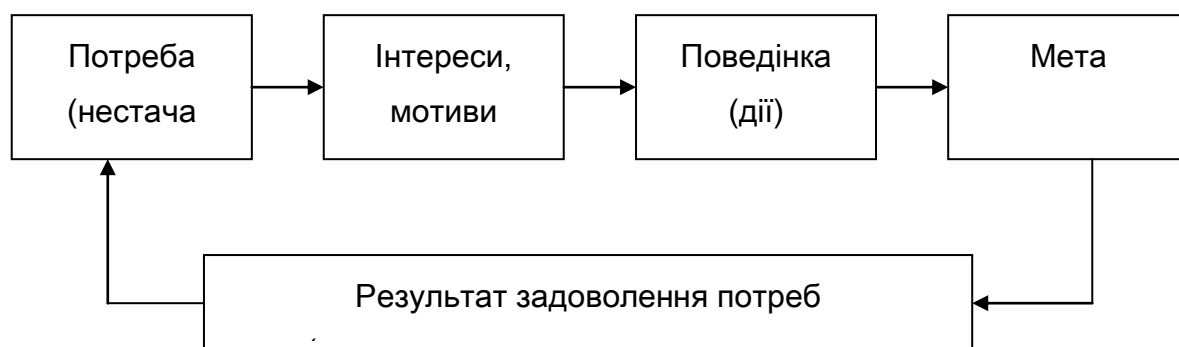 Потреба
(нестача
Інтереси,
мотиви
Поведінка
(дії)
Мета
Результат задоволення потреб